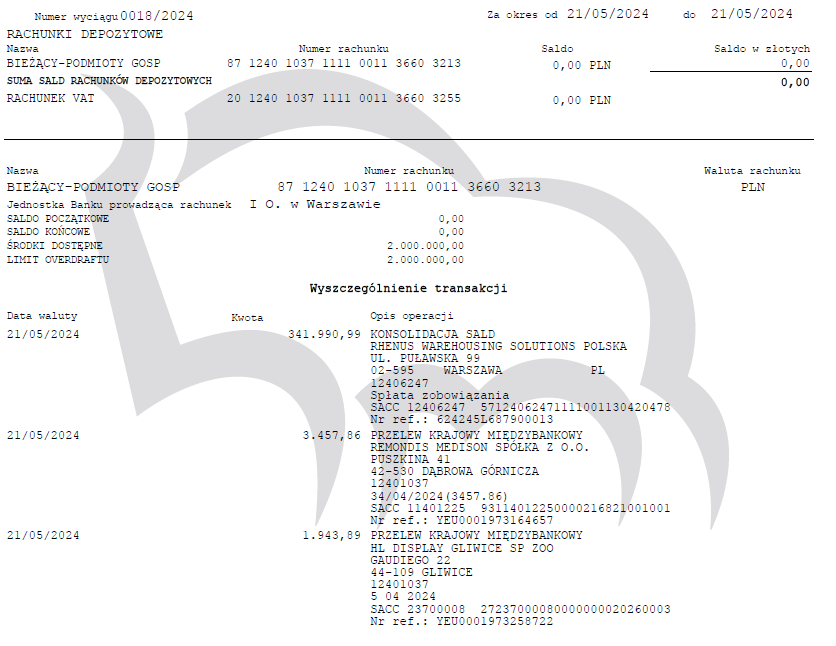 Numer wyciągu 0018/2024 Za okres od 21/05/2024 do 21/05/2024
RACHUNKI DEPOZYTOWE
Nazwa Numer rachunku Saldo Saldo w złotych
BIEŻĄCY-PODMIOTY GOSP 87 1240 1037 1111 0011 3660 3213 0,00 PLN 0,00
SUMA SALD RACHUNKÓW DEPOZYTOWYCH 0,00
RACHUNEK VAT 20 1240 1037 1111 0011 3660 3255 0,00 PLN
Nazwa Numer rachunku Waluta rachunku
BIEŻĄCY-PODMIOTY GOSP 87 1240 1037 1111 0011 3660 3213 PLN
Jednostka Banku prowadząca rachunek I O. w Warszawie
SALDO POCZĄTKOWE 0,00
SALDO KOŃCOWE 0,00
ŚRODKI DOSTĘPNE 2.000.000,00
LIMIT OVERDRAFTU 2.000.000,00
Wyszczególnienie transakcji
Data waluty Kwota Opis operacji
21/05/2024 341.990,99 KONSOLIDACJA SALD
RHENUS WAREHOUSING SOLUTIONS POLSKA
UL. PUŁAWSKA 99
02-595 WARSZAWA PL
12406247
Spłata zobowiązania
SACC 12406247 57124062471111001130420478
Nr ref.: 624245L687900013
21/05/2024 3.457,86 PRZELEW KRAJOWY MIĘDZYBANKOWY
REMONDIS MEDISON SPÓŁKA Z O.O.
PUSZKINA 41
42-530 DĄBROWA GÓRNICZA
12401037
34/04/2024(3457.86)
SACC 11401225 93114012250000216821001001
Nr ref.: YEU0001973164657
21/05/2024 1.943,89 PRZELEW KRAJOWY MIĘDZYBANKOWY
HL DISPLAY GLIWICE SP ZOO
GAUDIEGO 22
44-109 GLIWICE
12401037
5 04 2024
SACC 23700008 27237000080000000020260003
Nr ref.: YEU0001973258722